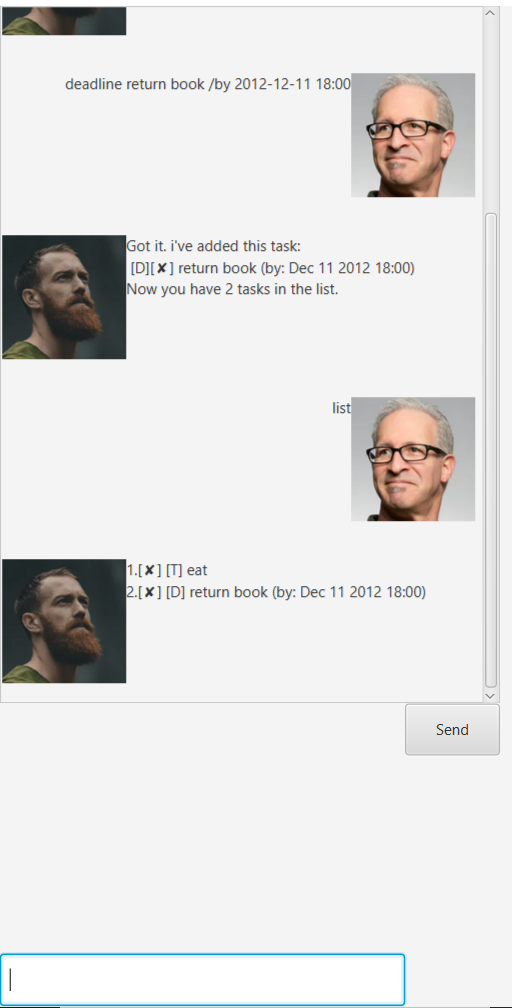 deadline return book /by 2012-12-11 18:00
Got it. i've added this task:
[D][✘] return book (by: Dec 11 2012 18:00)
Now you have 2 tasks in the list.
list
1.[✘] [T] eat
2.[✘] [D] return book (by: Dec 11 2012 18:00)
Send